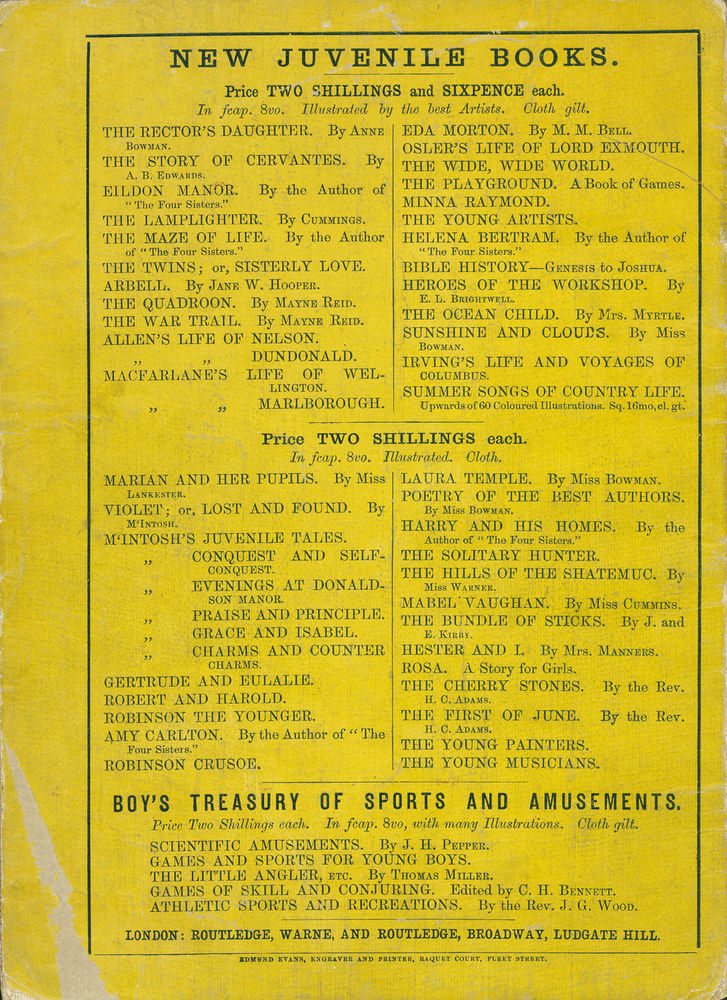 NEW JUVENILE BOOKS.
Price TWO SHILLINGS and SIXPENCE each.
In fcap. 8vo. Illustrated by the best Artists. Cloth gilt.
THE RECTOR'S DAUGHTER. By ANNE
BOWMAN.
THE STORY OF CERVANTES. By
A. B. EDWARDS.
EILDON MANOR. By the Author of
"The Four Sisters."
THE LAMPLIGHTER. By CUMMINGS.
THE MAZE OF LIFE. By the Author
of "The Four Sisters."
THE TWINS; or, SISTERLY LOVE.
ARBELL. By JANE W. HOOPER.
THE QUADROON. By MAYNE REID.
THE WAR TRAIL. By MAYNE REID.
ALLEN'S LIFE OF NELSON.
„ „ DUNDONALD.
MACFARLANE'S LIFE OF WEL-
LINGTON.
„ „ MARLBOROUGH.
EDA MORTON. By M. M. BELL.
OSLER'S LIFE OF LORD EXMOUTH.
THE WIDE, WIDE WORLD.
THE PLAYGROUND. A Book of Games.
MINNA RAYMOND.
THE YOUNG ARTISTS.
HELENA BERTRAM. By the Author of
"The Four Sisters."
BIBLE HISTORY—GENESIS to JOSHUA.
HEROES OF THE WORKSHOP. By
E. L. BRIGHTWELL.
THE OCEAN CHILD. By Mrs. MYRTLE.
SUNSHINE AND CLOUDS. By Miss
BOWMAN.
IRVING'S LIFE AND VOYAGES OF
COLUMBUS.
SUMMER SONGS OF COUNTRY LIFE.
Upwards of 60 Coloured Illustrations. Sq. 16mo, cl. gt.
Price TWO SHILLINGS each.
In fcap. 8vo. Illustrated. Cloth.
MARIAN AND HER PUPILS. By Miss
LANKESTER.
VIOLET; or, LOST AND FOUND. By
M'INTOSH.
M'INTOSH'S JUVENILE TALES.
„ CONQUEST AND SELF-
CONQUEST.
„ EVENINGS AT DONALD-
SON MANOR.
„ PRAISE AND PRINCIPLE.
„ GRACE AND ISABEL.
„ CHARMS AND COUNTER
CHARMS.
GERTRUDE AND EULALIE.
ROBERT AND HAROLD.
ROBINSON THE YOUNGER.
AMY CARLTON. By the Author of "The
Four Sisters."
ROBINSON CRUSOE.
LAURA TEMPLE. By Miss BOWMAN.
POETRY OF THE BEST AUTHORS.
By Miss BOWMAN.
HARRY AND HIS HOMES. By the
Author of "The Four Sisters."
THE SOLITARY HUNTER.
THE HILLS OF THE SHATEMUC. By
Miss WARNER.
MABEL VAUGHAN. By Miss CUMMINS.
THE BUNDLE OF STICKS. By J. and
E. KIRBY.
HESTER AND I. By Mrs. MANNERS.
ROSA. A Story for Girls.
THE CHERRY STONES. By the Rev.
H. C. ADAMS.
THE FIRST OF JUNE. By the Rev.
H. C. ADAMS.
THE YOUNG PAINTERS.
THE YOUNG MUSICIANS.
BOY'S TREASURY OF SPORTS AND AMUSEMENTS.
Price Two Shillings each. In fcap. 8vo, with many Illustrations. Cloth gilt.
SCIENTIFIC AMUSEMENTS. By J. H. PEPPER.
GAMES AND SPORTS FOR YOUNG BOYS.
THE LITTLE ANGLER, ETC. By THOMAS MILLER.
GAMES OF SKILL AND CONJURING. Edited by C. H. BENNETT.
ATHLETIC SPORTS AND RECREATIONS. By the Rev. J. G. WOOD.
LONDON: ROUTLEDGE, WARNE, AND ROUTLEDGE, BROADWAY, LUDGATE HILL.
EDMUND EVANS, ENGRAVER AND PRINTER, RAQUET COURT, FLEET STREET.